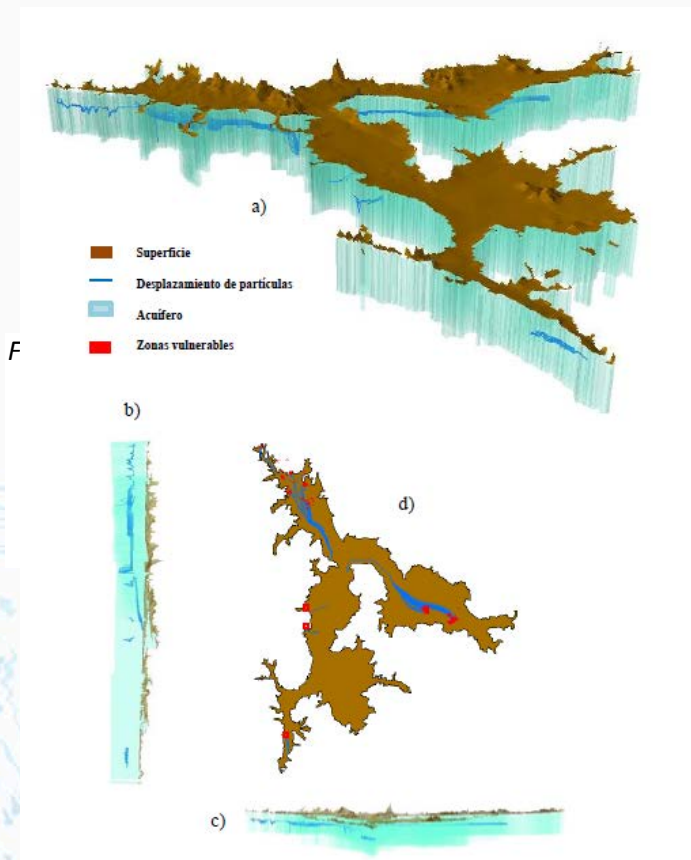 a)
Superficie
Desplazamiento de partículas
Acuífero
Zonas vulnerables
F
b)
d)
c)